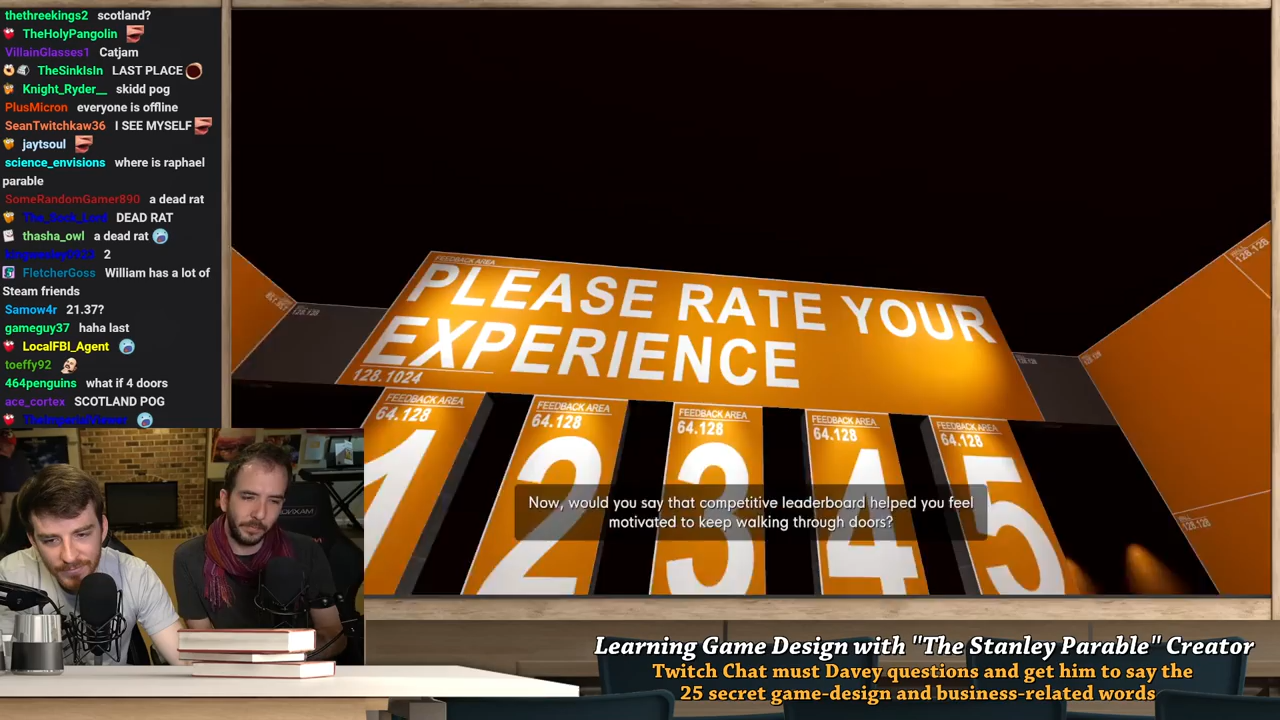 thethreekings2 scotland?
TheHolyPangolin
VillainGlasses1 Catjam
TheSinkIsIn LAST PLACE
Knight_Ryder__ skidd pog
PlusMicron everyone is offline
SeanTwitchkaw36 I SEE MYSELF
jaytsoul
science_envisions where is raphael
parable
SomeRandomGamer890 a dead rat
DEAD RAT
thasha_owl a dead rat
2
FletcherGoss William has a lot of
Steam friends
Samow4r 21.37?
gameguy37 haha last
LocalFBI_Agent
toeffy92
464penguins what if 4 doors
ace_cortex SCOTLAND POG
FEEDBACK AREA
PLEASE RATE YOUR
EXPERIENCE
128.1024
128.128
128.128
FEEDBACK AREA
64.128
1
FEEDBACK AREA
64.128
2
FEEDBACK AREA
64.128
3
FEEDBACK AREA
64.128
4
FEEDBACK AREA
64.128
5
Now, would you say that competitive leaderboard helped you feel
motivated to keep walking through doors?
Learning Game Design with "The Stanley Parable" Creator
Twitch Chat must Davey questions and get him to say the
25 secret game-design and business-related words